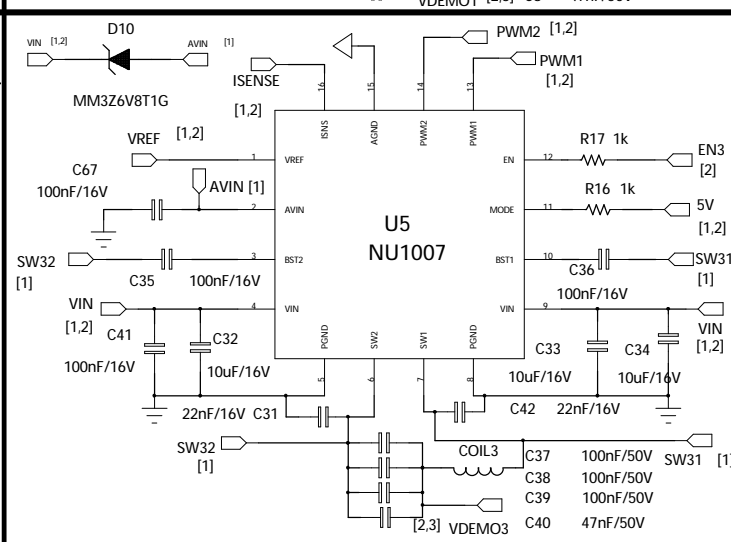 VDEMO1 [2,3]
D10
VIN [1,2]
AVIN [1]
MM3Z6V8T1G
ISENSE
[1,2]
PWM2 [1,2]
PWM1
[1,2]
16
15
14
13
ISNS
AGND
PWM2
PWM1
VREF [1,2]
1
VREF
EN
12
R17 1k
EN3
[2]
C67
100nF/16V
AVIN [1]
2
AVIN
MODE
11
R16 1k
5V
[1,2]
U5
NU1007
SW32
[1]
C35
100nF/16V
3
BST2
BST1
10
C36
100nF/16V
SW31
[1]
VIN
[1,2]
4
VIN
VIN
9
VIN
[1,2]
C41
100nF/16V
C32
10uF/16V
PGND
SW2
SW1
PGND
5
6
7
8
C33
10uF/16V
C34
10uF/16V
22nF/16V C31
C42 22nF/16V
SW32
[1]
COIL3
SW31 [1]
C37 100nF/50V
C38 100nF/50V
C39 100nF/50V
C40 47nF/50V
[2,3] VDEMO3